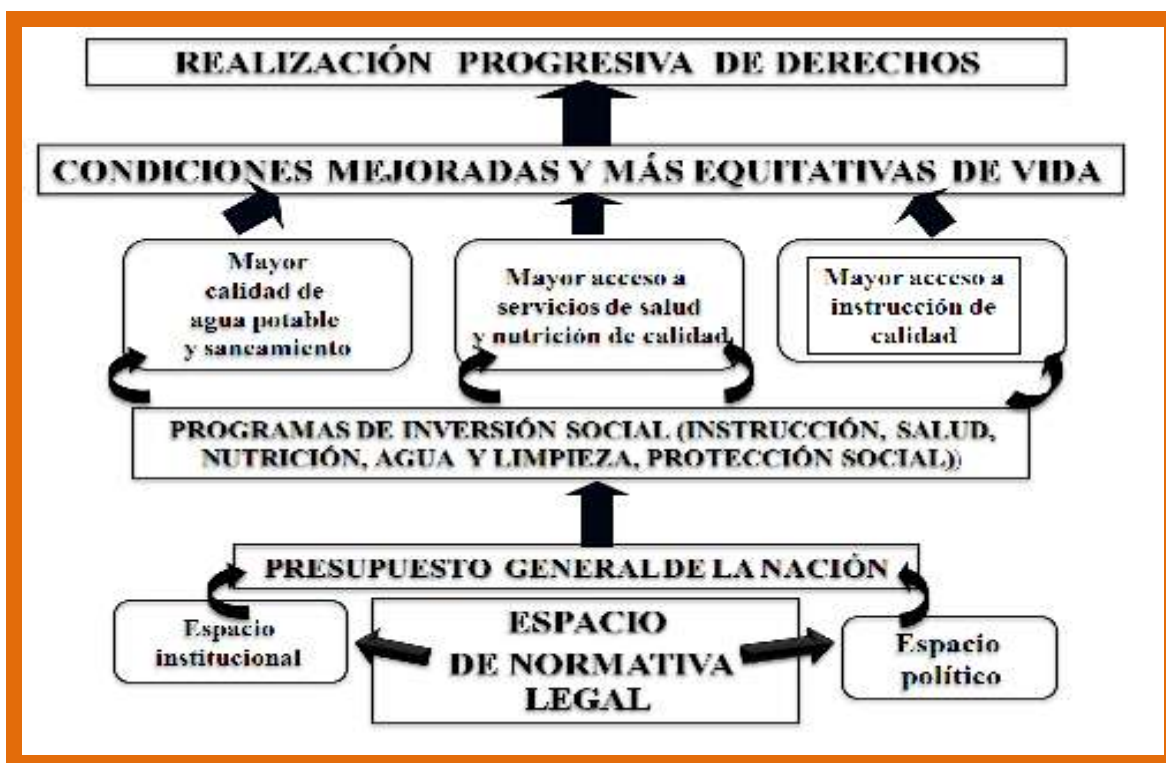 REALIZACIÓN PROGRESIVA DE DERECHOS
CONDICIONES MEJORADAS Y MÁS EQUITATIVAS DE VIDA
Mayor
calidad de
agua potable
y saneamiento
Mayor acceso a
servicios de salud
y nutrición de calidad
Mayor acceso a
instrucción de
calidad
PROGRAMAS DE INVERSIÓN SOCIAL (INSTRUCCIÓN, SALUD,
NUTRICIÓN, AGUA Y LIMPIEZA, PROTECCIÓN SOCIAL))
PRESUPUESTO GENERAL DE LA NACIÓN
Espacio
institucional
ESPACIO
DE NORMATIVA
LEGAL
Espacio
político